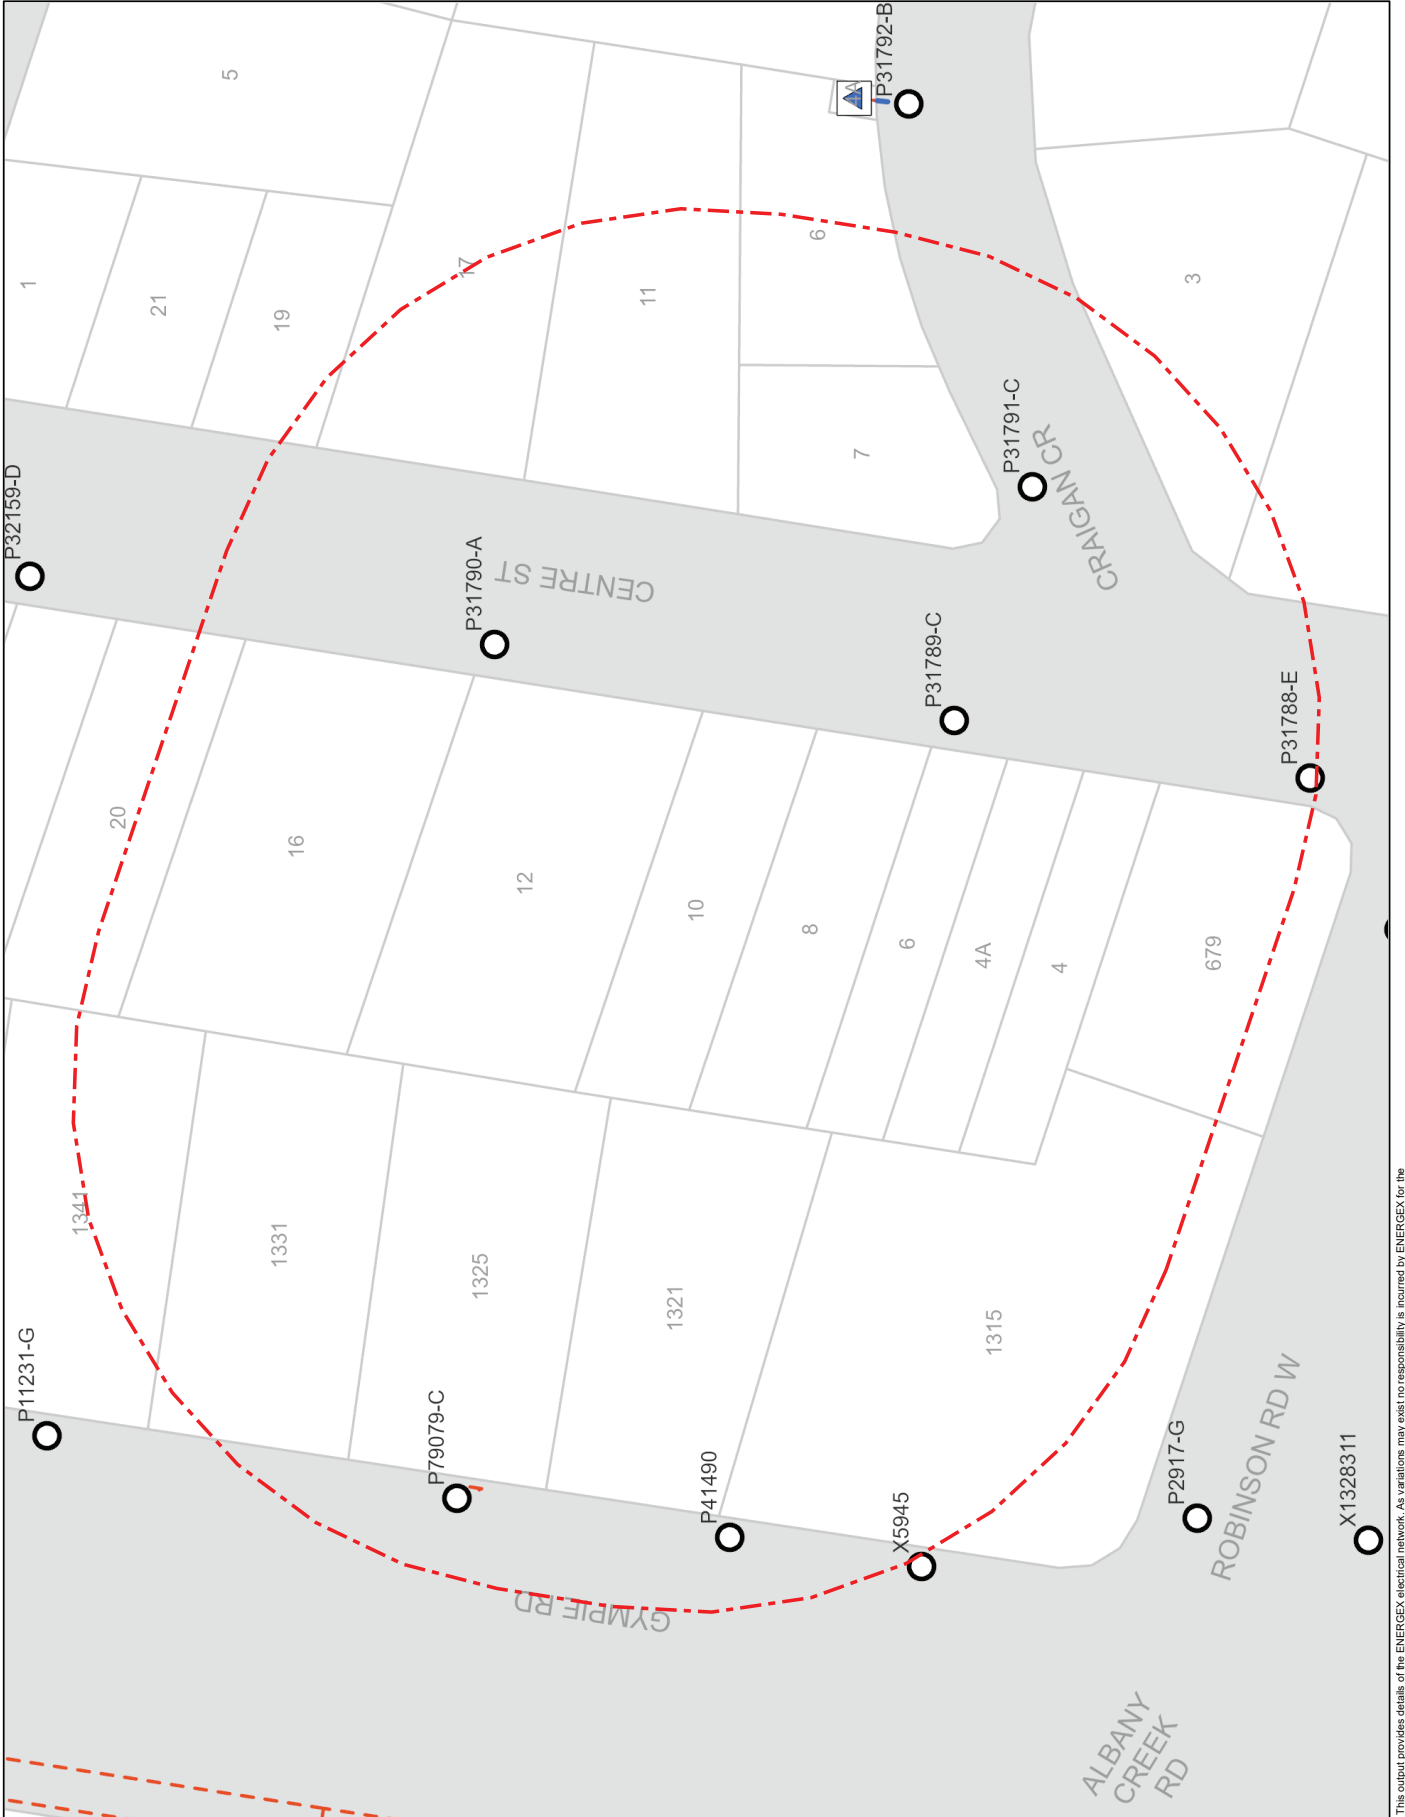 5
P31792-B
A
1
21
19
17
11
6
3
7
P32159-D
P31790-A
CENTRE ST
P31791-C
CRAIGAN CR
P31789-C
P31788-E
20
16
12
10
8
6
4A
4
679
1341
1331
1325
1321
1315
P11231-G
P79079-C
P41490
X5945
P2917-G
X1328311
GYMPIE RD
ROBINSON RD W
ALBANY
CREEK
RD
This output provides details of the ENERGEX electrical network. As variations may exist no responsibility is incurred by ENERGEX for the